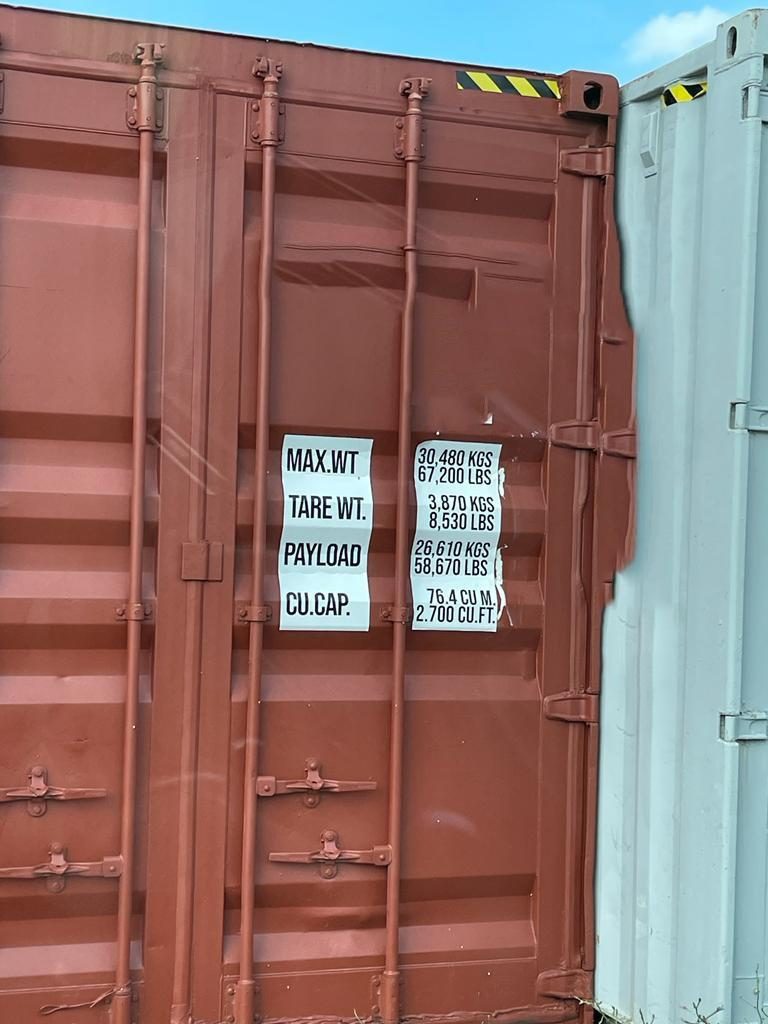 MAX.WT 30,480 KGS
67,200 LBS
TARE WT. 3,870 KGS
8,530 LBS
PAYLOAD 26,610 KGS
58,670 LBS
CU.CAP. 76.4 CU M.
2.700 CU.FT.